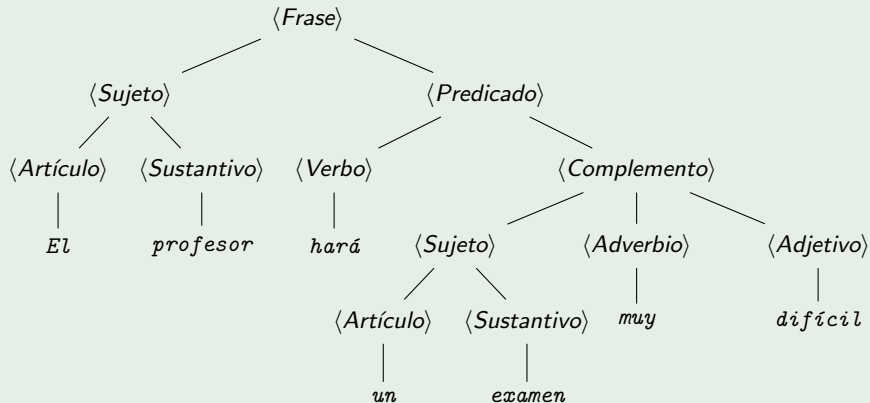 ⟨Frase⟩
⟨Sujeto⟩ ⟨Predicado⟩
⟨Artículo⟩ ⟨Sustantivo⟩ ⟨Verbo⟩ ⟨Complemento⟩
El profesor hará ⟨Sujeto⟩ ⟨Adverbio⟩ ⟨Adjetivo⟩
⟨Artículo⟩ ⟨Sustantivo⟩ muy difícil
un examen